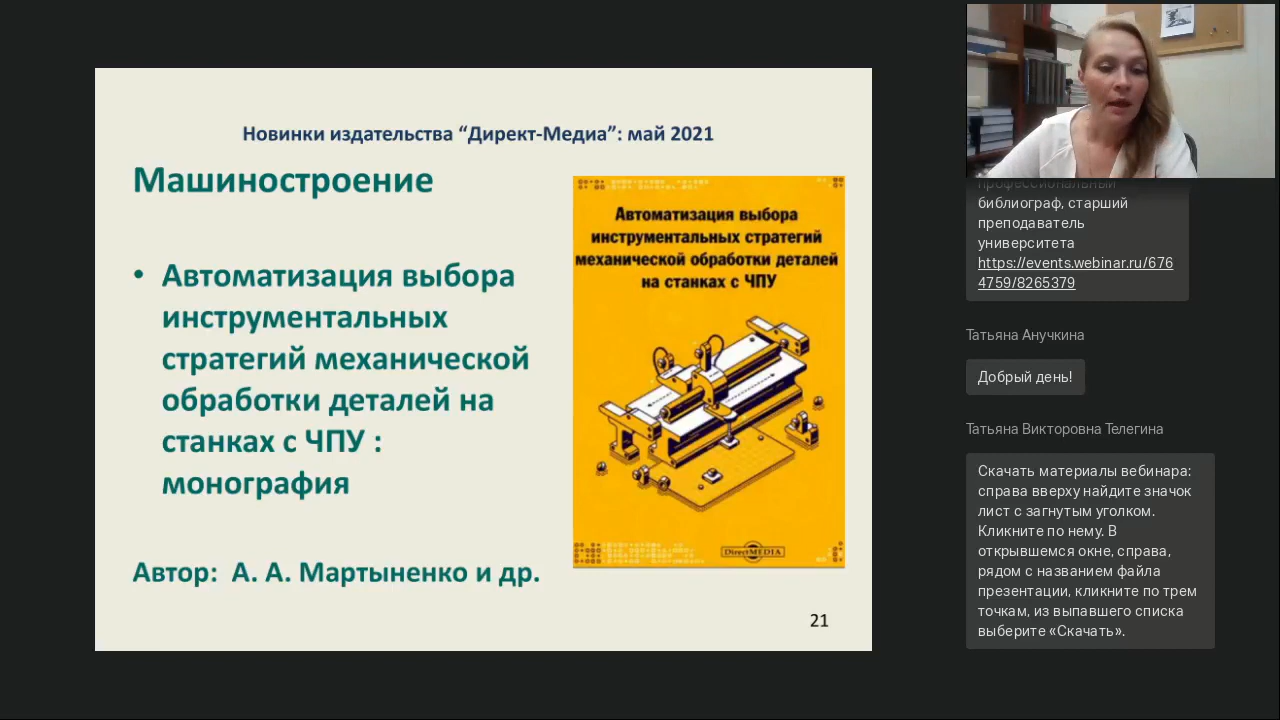 Новинки издательства “Директ-Медиа”: май 2021
Машиностроение
• Автоматизация выбора
инструментальных
стратегий механической
обработки деталей на
станках с ЧПУ :
монография
Автор: А. А. Мартыненко и др.
Автоматизация выбора
инструментальных стратегий
механической обработки деталей
на станках с ЧПУ
DirectMEDIA
21
профессиональный
библиограф, старший
преподаватель
университета
https://events.webinar.ru/676
4759/8265379
Татьяна Анучкина
Добрый день!
Татьяна Викторовна Телегина
Скачать материалы вебинара:
справа вверху найдите значок
лист с загнутым уголком.
Кликните по нему. В
открывшемся окне, справа,
рядом с названием файла
презентации, кликните по трем
точкам, из выпавшего списка
выберите «Скачать».